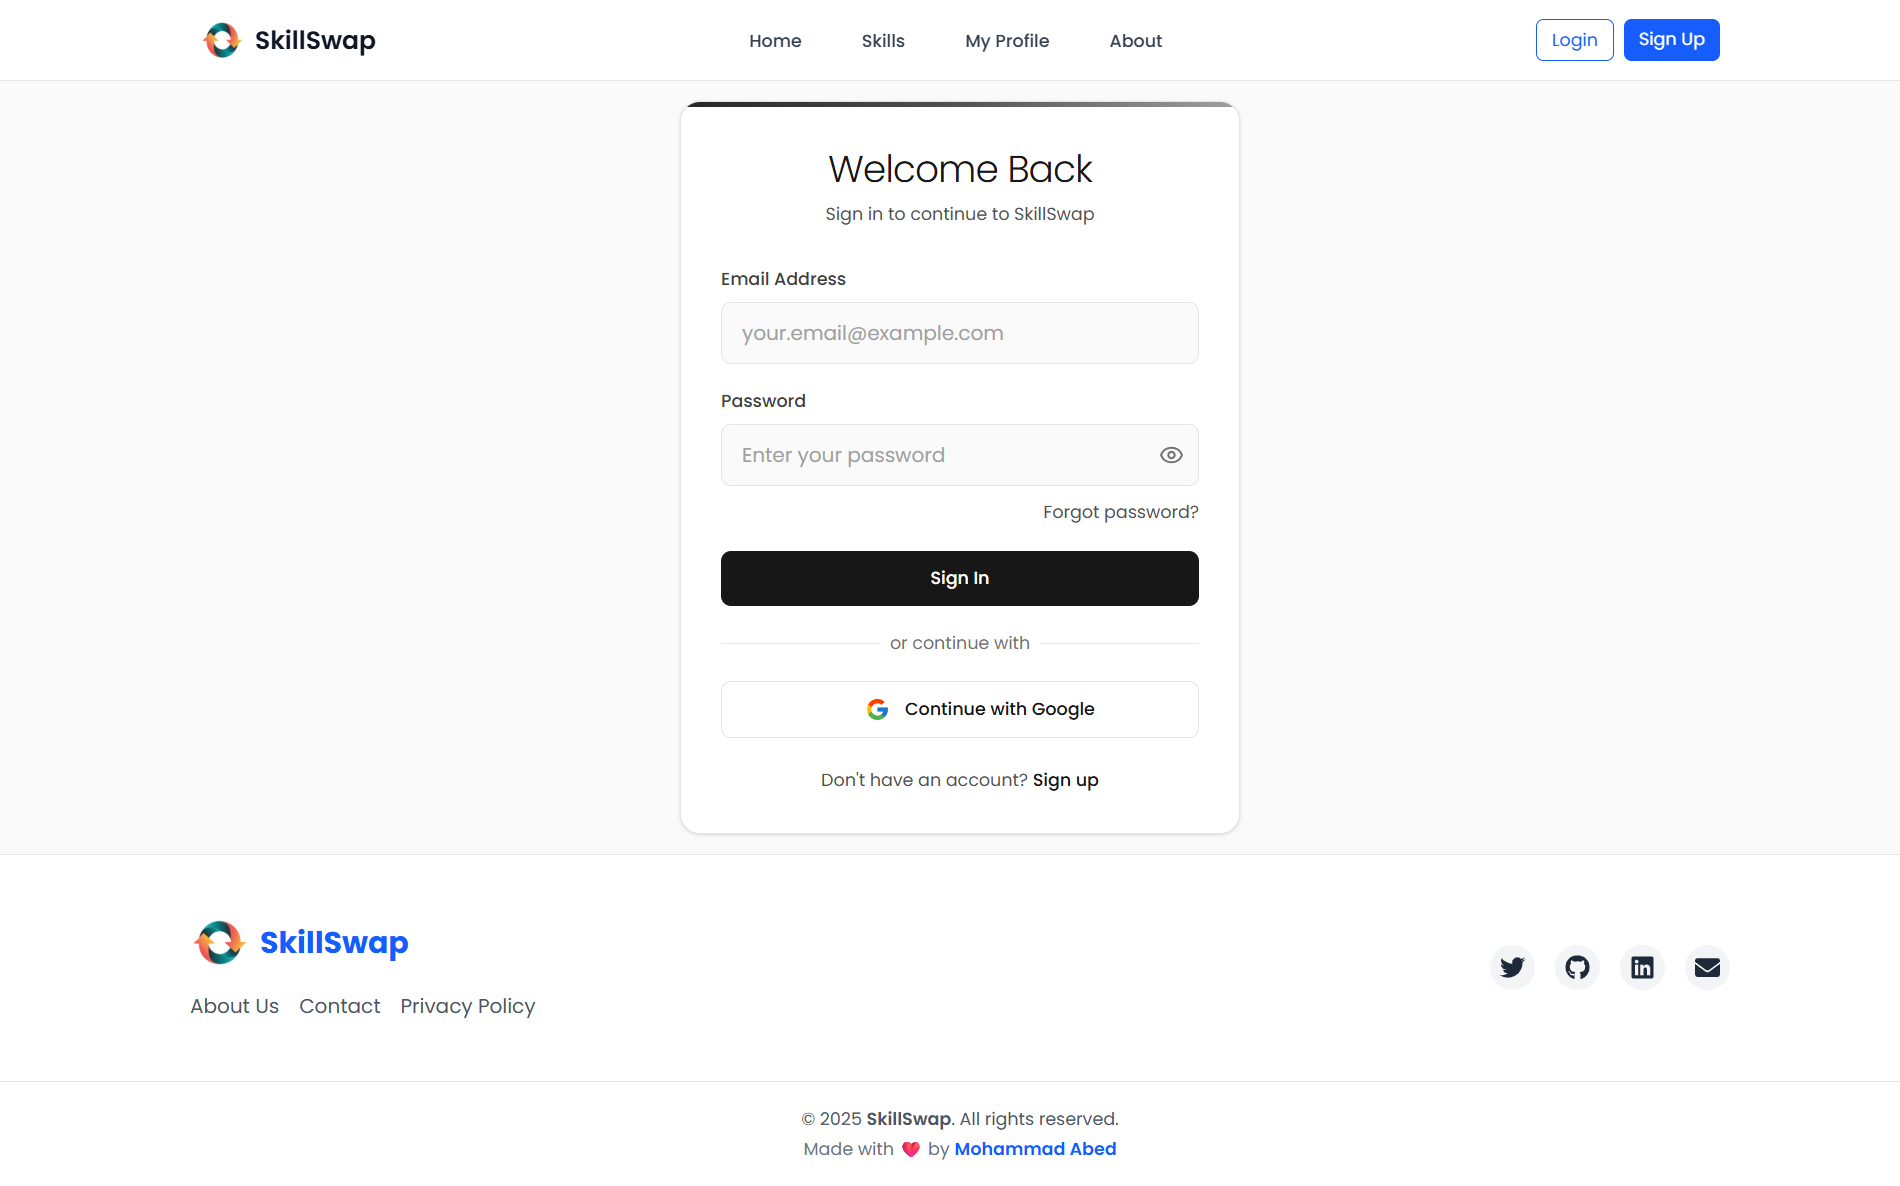 SkillSwap
Home Skills My Profile About
Login Sign Up
Welcome Back
Sign in to continue to SkillSwap
Email Address
your.email@example.com
Password
Enter your password
Forgot password?
Sign In
or continue with
Continue with Google
Don't have an account? Sign up
SkillSwap
About Us Contact Privacy Policy
© 2025 SkillSwap. All rights reserved.
Made with ❤️ by Mohammad Abed